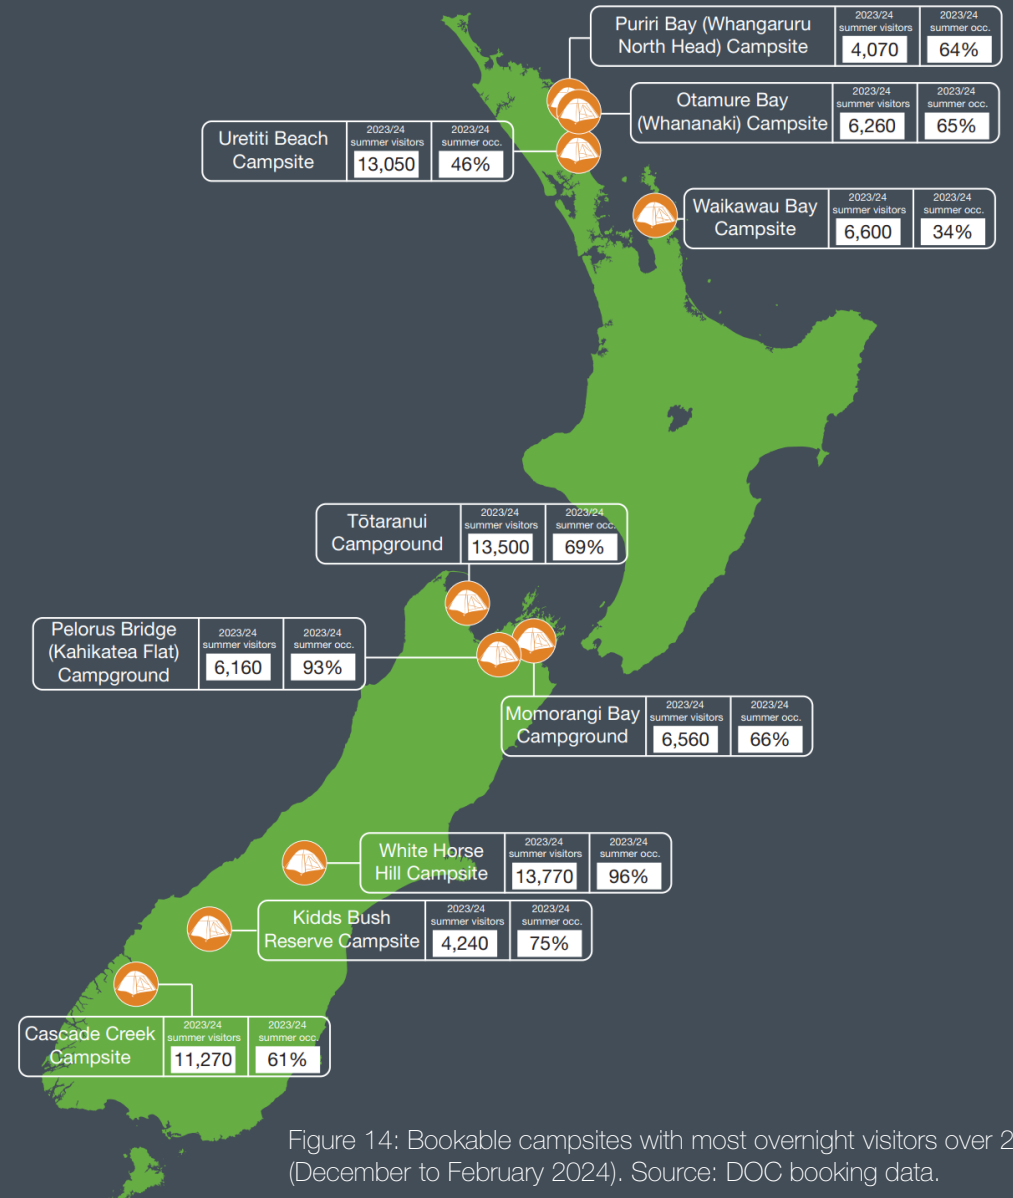 Puriri Bay (Whangaruru
North Head) Campsite
2023/24
summer visitors
4,070
2023/24
summer occ.
64%
Otamure Bay
(Whananaki) Campsite
2023/24
summer visitors
6,260
2023/24
summer occ.
65%
Uretiti Beach
Campsite
2023/24
summer visitors
13,050
2023/24
summer occ.
46%
Waikawau Bay
Campsite
2023/24
summer visitors
6,600
2023/24
summer occ.
34%
Tōtaranui
Campground
2023/24
summer visitors
13,500
2023/24
summer occ.
69%
Pelorus Bridge
(Kahikatea Flat)
Campground
2023/24
summer visitors
6,160
2023/24
summer occ.
93%
Momorangi Bay
Campground
2023/24
summer visitors
6,560
2023/24
summer occ.
66%
White Horse
Hill Campsite
2023/24
summer visitors
13,770
2023/24
summer occ.
96%
Kidds Bush
Reserve Campsite
2023/24
summer visitors
4,240
2023/24
summer occ.
75%
Cascade Creek
Campsite
2023/24
summer visitors
11,270
2023/24
summer occ.
61%
Figure 14: Bookable campsites with most overnight visitors over 2
(December to February 2024). Source: DOC booking data.